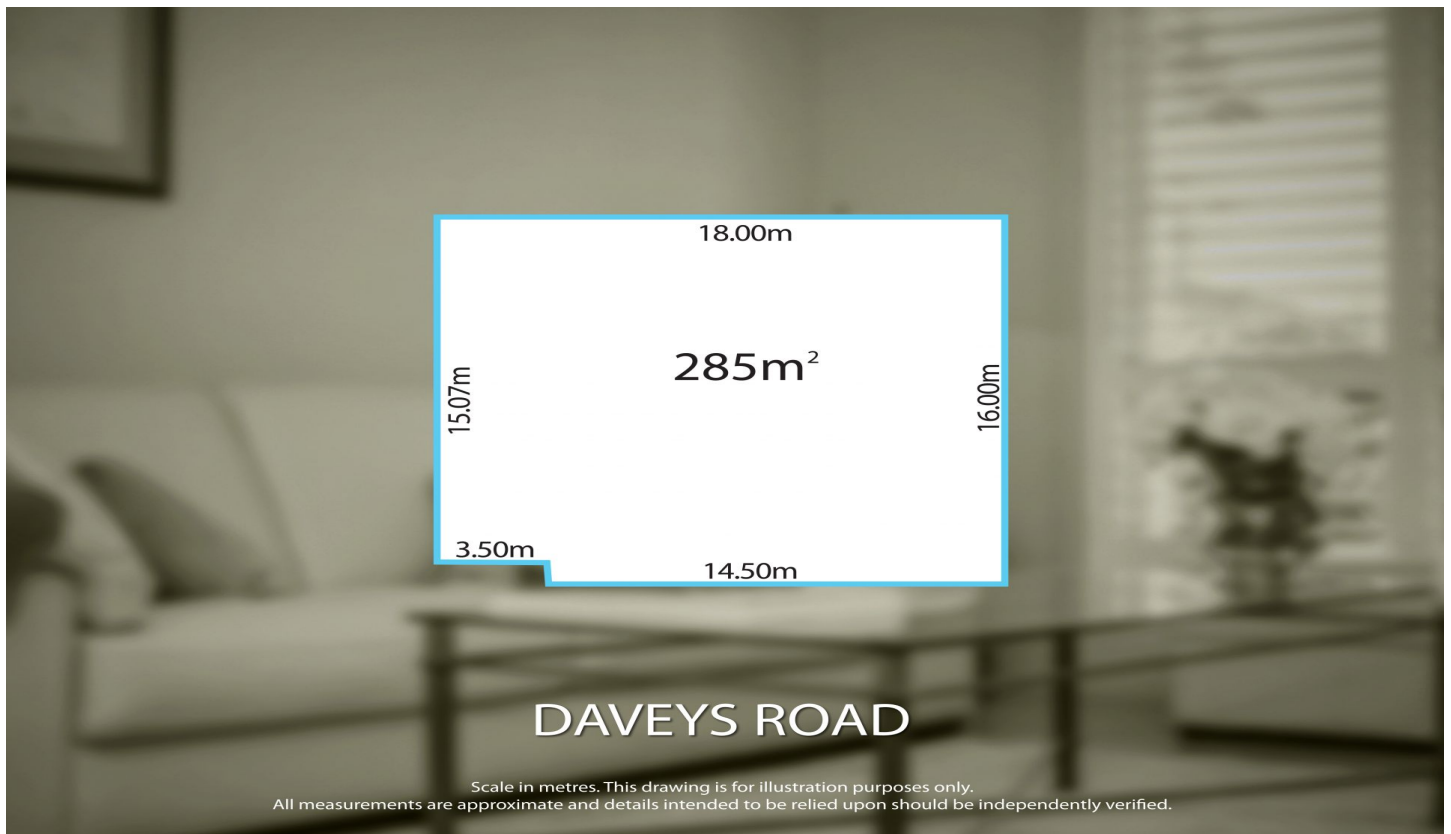 18.00m
285m²
15.07m
16.00m
3.50m
14.50m
DAVEYS ROAD
Scale in metres. This drawing is for illustration purposes only.
All measurements are approximate and details intended to be relied upon should be independently verified.